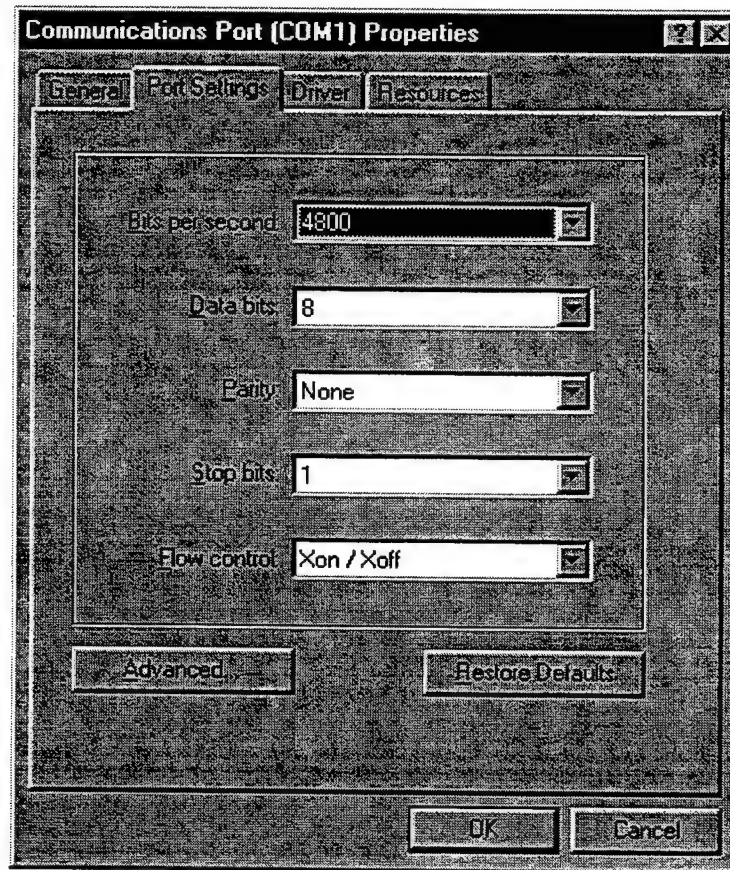 Communications Port (COM1) Properties
General Port Settings Driver Resources
Bits per second: 4800
Data bits: 8
Parity: None
Stop bits: 1
Flow control: Xon / Xoff
Advanced... Restore Defaults
OK Cancel